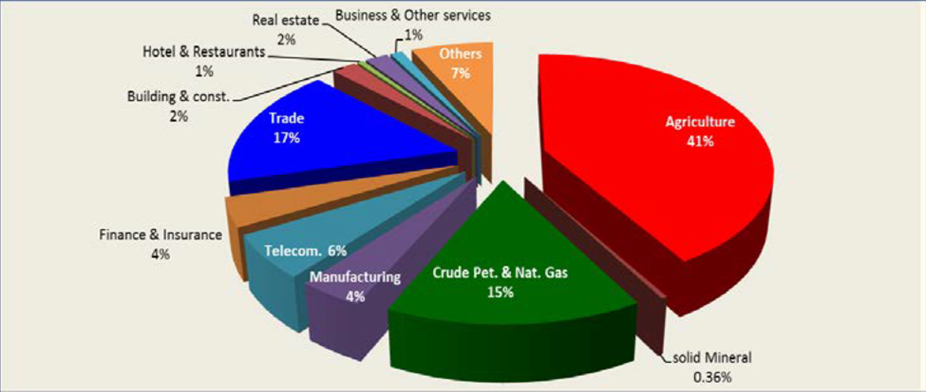 Real estate
2%
Business & Other services
1%
Hotel & Restaurants
1%
Building & const.
2%
Others
7%
Trade
17%
Agriculture
41%
Finance & Insurance
4%
Telecom. 6%
Manufacturing
4%
Crude Pet. & Nat. Gas
15%
solid Mineral
0.36%